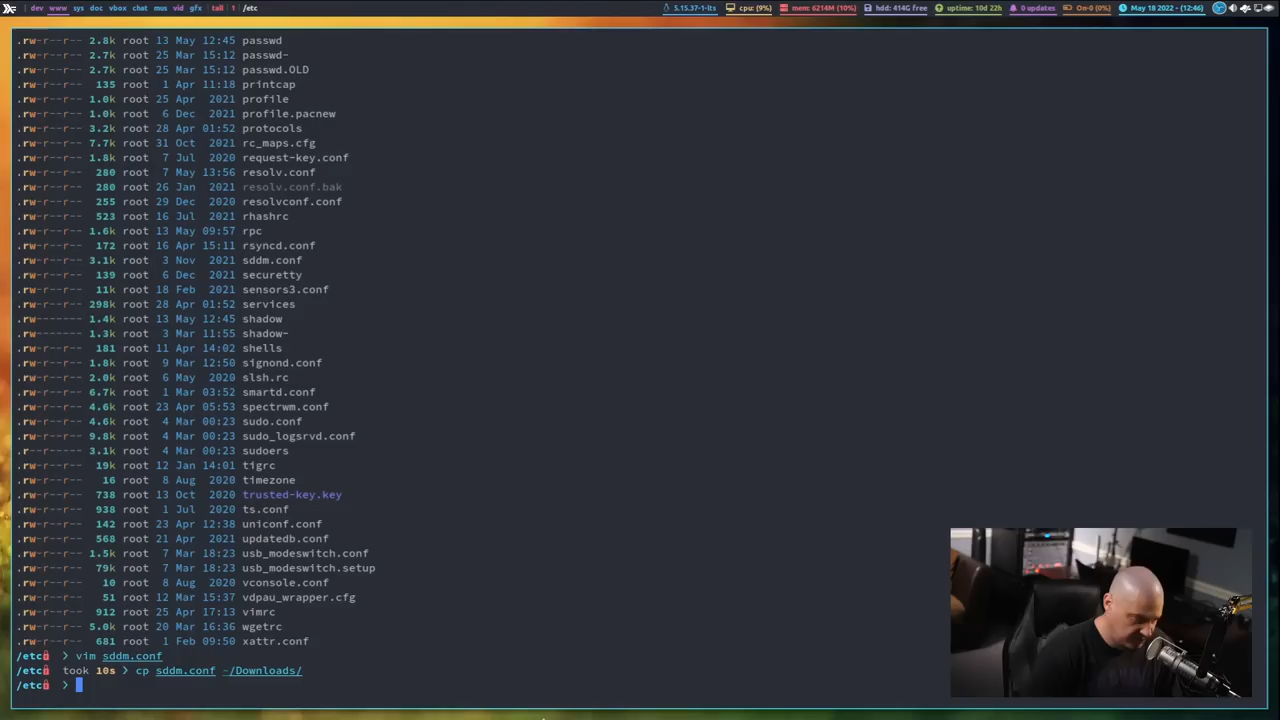 dev www sys doc vbox chat mus vid gfx | tall | 1 | /etc 5.15.37-1-lts cpu: (9%) mem: 6214M (10%) hdd: 414G free uptime: 10d 22h 0 updates On-0 (0%) May 18 2022 - (12:46)
.rw-r--r-- 2.8k root 13 May 12:45 passwd
.rw-r--r-- 2.7k root 25 Mar 15:12 passwd-
.rw-r--r-- 2.7k root 25 Mar 15:12 passwd.OLD
.rw-r--r-- 135 root 1 Apr 11:18 printcap
.rw-r--r-- 1.0k root 25 Apr 2021 profile
.rw-r--r-- 1.0k root 6 Dec 2021 profile.pacnew
.rw-r--r-- 3.2k root 28 Apr 01:52 protocols
.rw-r--r-- 7.7k root 31 Oct 2021 rc_maps.cfg
.rw-r--r-- 1.8k root 7 Jul 2020 request-key.conf
.rw-r--r-- 280 root 7 May 13:56 resolv.conf
.rw-r--r-- 280 root 26 Jan 2021 resolv.conf.bak
.rw-r--r-- 255 root 29 Dec 2020 resolvconf.conf
.rw-r--r-- 523 root 16 Jul 2021 rhashrc
.rw-r--r-- 1.6k root 13 May 09:57 rpc
.rw-r--r-- 172 root 16 Apr 15:11 rsyncd.conf
.rw-r--r-- 3.1k root 3 Nov 2021 sddm.conf
.rw-r--r-- 139 root 6 Dec 2021 securetty
.rw-r--r-- 11k root 18 Feb 2021 sensors3.conf
.rw-r--r-- 298k root 28 Apr 01:52 services
.rw------- 1.4k root 13 May 12:45 shadow
.rw------- 1.3k root 3 Mar 11:55 shadow-
.rw-r--r-- 181 root 11 Apr 14:02 shells
.rw-r--r-- 1.8k root 9 Mar 12:50 signond.conf
.rw-r--r-- 2.0k root 6 May 2021 slsh.rc
.rw-r--r-- 6.7k root 1 Mar 03:52 smartd.conf
.rw-r--r-- 4.6k root 23 Apr 05:53 spectrwm.conf
.rw-r--r-- 4.6k root 4 Mar 00:23 sudo.conf
.rw-r--r-- 9.8k root 4 Mar 00:23 sudo_logsrvd.conf
.r--r----- 3.1k root 4 Mar 00:23 sudoers
.rw-r--r-- 19k root 12 Jan 14:01 tigrc
.rw-r--r-- 16 root 8 Aug 2020 timezone
.rw-r--r-- 738 root 13 Oct 2020 trusted-key.key
.rw-r--r-- 938 root 1 Jul 2020 ts.conf
.rw-r--r-- 142 root 23 Apr 12:38 uniconf.conf
.rw-r--r-- 568 root 21 Apr 2021 updatedb.conf
.rw-r--r-- 1.5k root 7 Mar 18:23 usb_modeswitch.conf
.rw-r--r-- 79k root 7 Mar 18:23 usb_modeswitch.setup
.rw-r--r-- 10 root 8 Aug 2020 vconsole.conf
.rw-r--r-- 51 root 12 Mar 15:37 vdpau_wrapper.cfg
.rw-r--r-- 912 root 25 Apr 17:13 vimrc
.rw-r--r-- 5.0k root 20 Mar 16:36 wgetrc
.rw-r--r-- 681 root 1 Feb 09:50 xattr.conf
/etc > vim sddm.conf
/etc took 10s > cp sddm.conf ~/Downloads/
/etc >